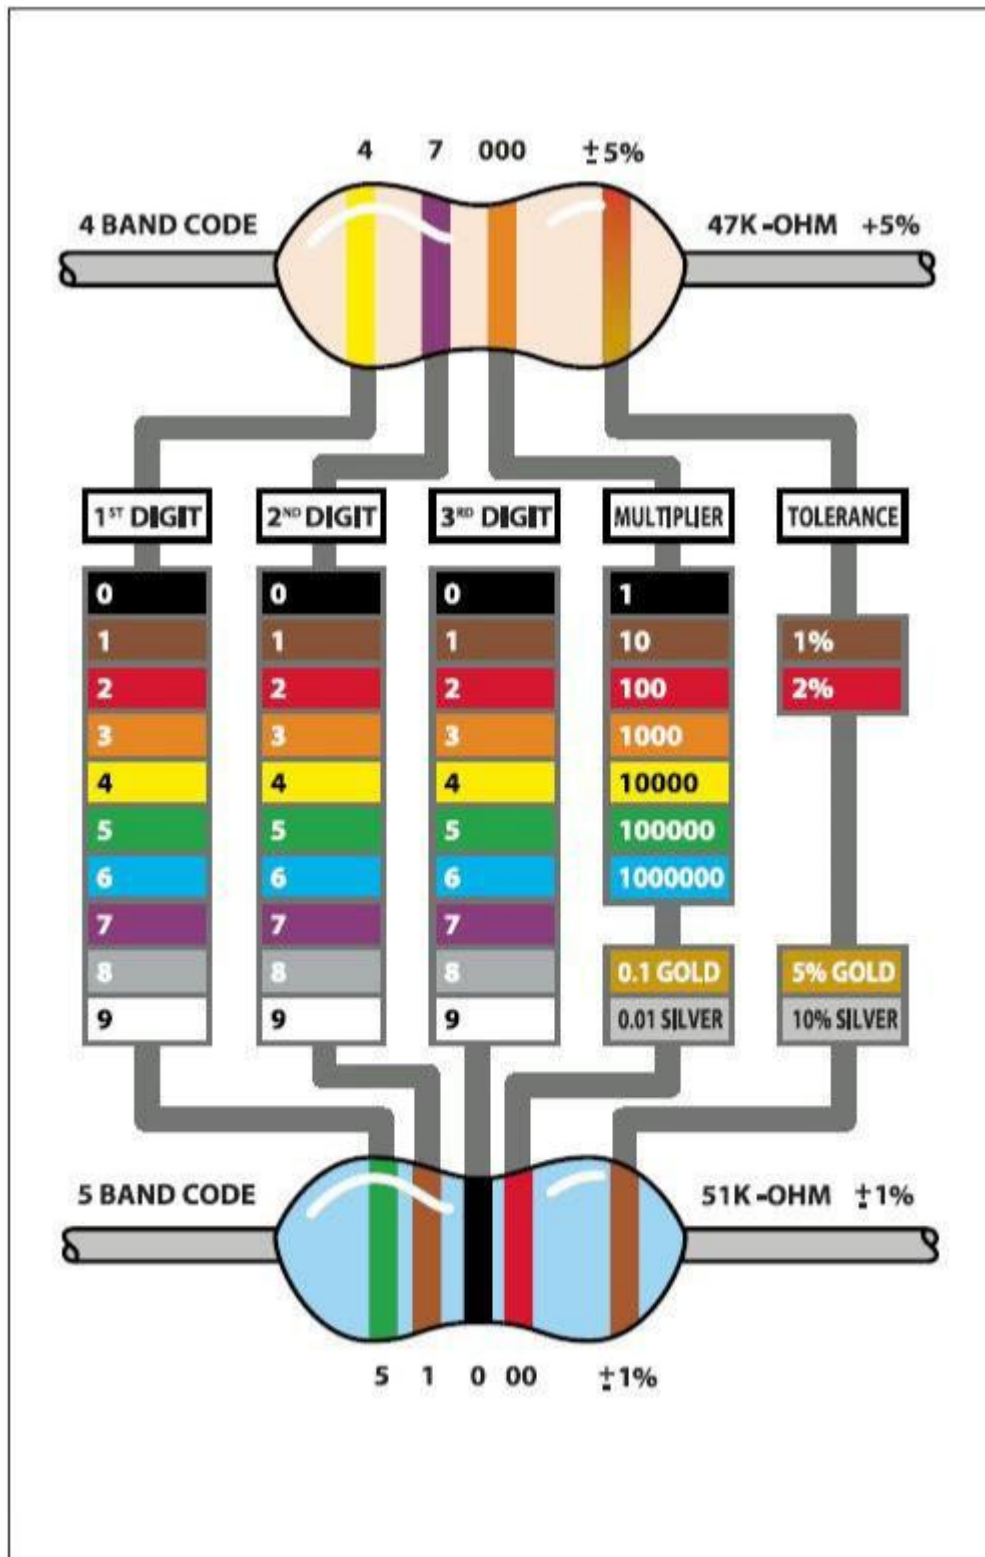 4 7 000 ±5%
4 BAND CODE 47K-OHM +5%
1ST DIGIT 2ND DIGIT 3RD DIGIT MULTIPLIER TOLERANCE
0 0 0 1
1 1 1 10 1%
2 2 2 100 2%
3 3 3 1000
4 4 4 10000
5 5 5 100000
6 6 6 1000000
7 7 7
8 8 8 0.1 GOLD 5% GOLD
9 9 9 0.01 SILVER 10% SILVER
5 BAND CODE 51K-OHM ±1%
5 1 0 00 ±1%